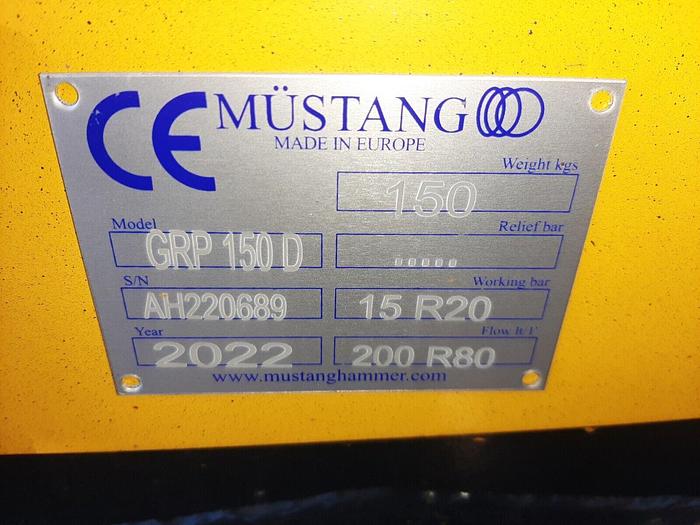 CE MÜSTANG
MADE IN EUROPE
Weight kgs
150
Model
GRP 150 D
Relief bar
.....
S/N
AH220689
Working bar
15 R20
Year
2022
Flow lt/1'
200 R80
www.mustanghammer.com